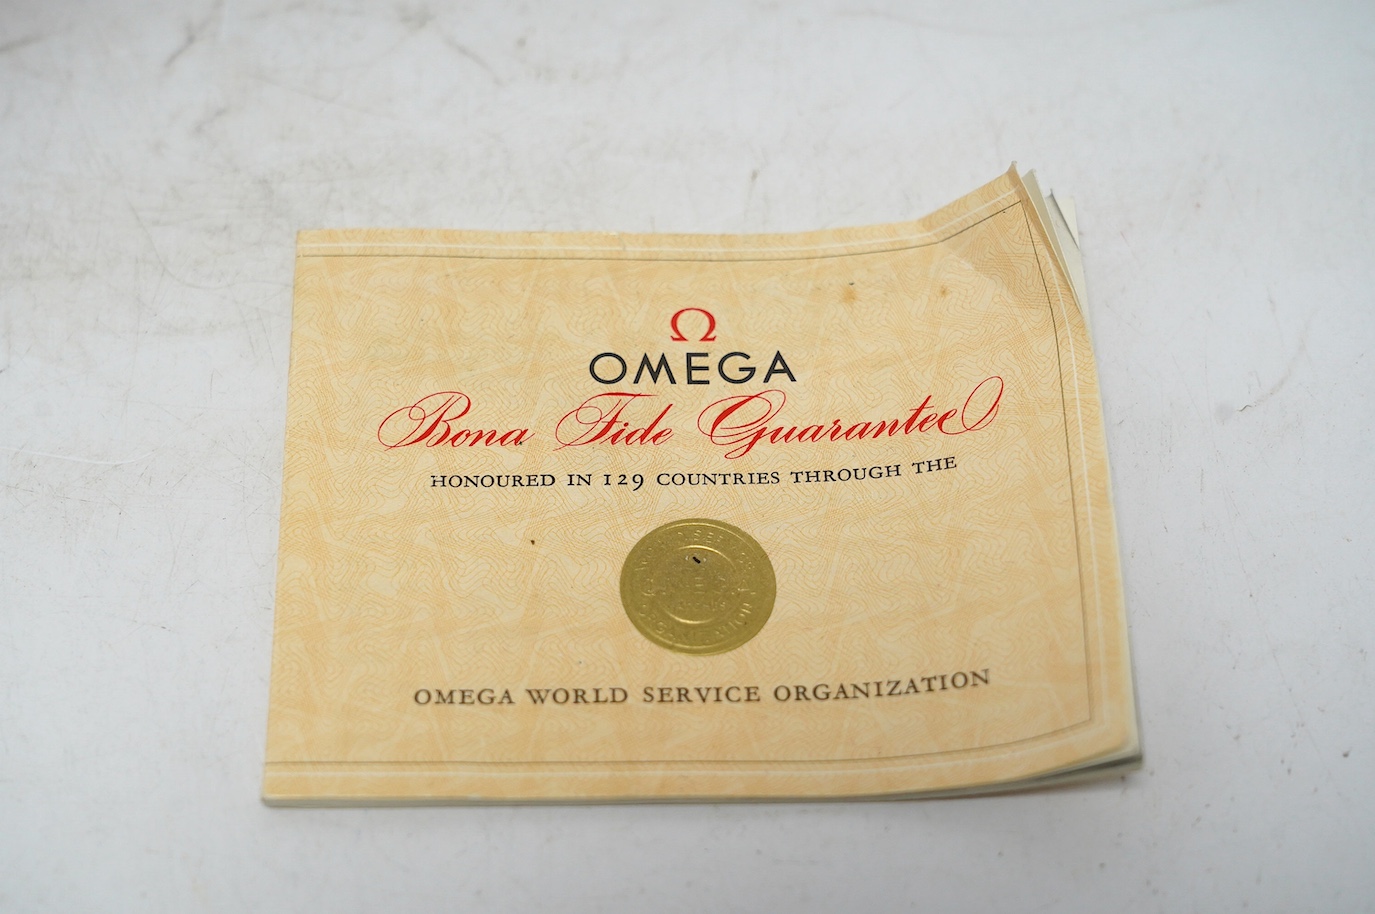 Ω
OMEGA
Bona Fide Guarantee
HONOURED IN 129 COUNTRIES THROUGH THE
OMEGA WORLD SERVICE ORGANIZATION